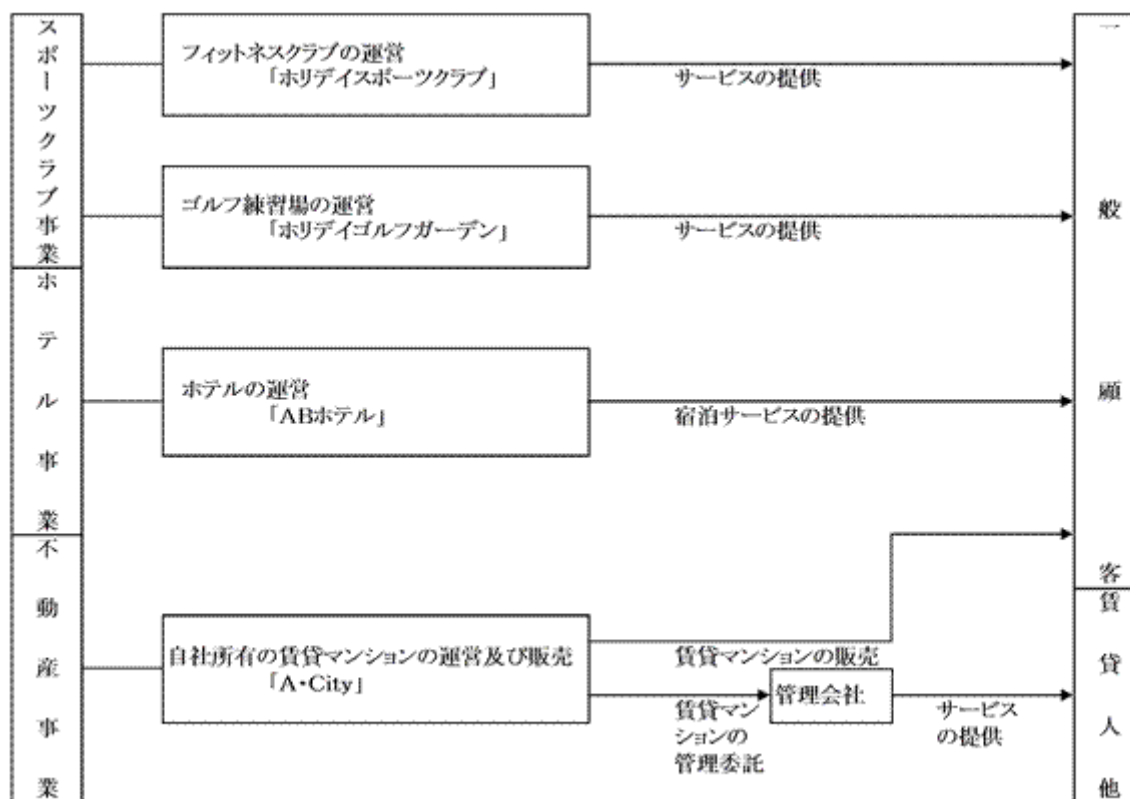 スポーツクラブ事業
フィットネスクラブの運営
「ホリデイスポーツクラブ」
サービスの提供
ゴルフ練習場の運営
「ホリデイゴルフガーデン」
サービスの提供
ホテル事業
ホテルの運営
「ABホテル」
宿泊サービスの提供
不動産事業
自社所有の賃貸マンションの運営及び販売
「A・City」
賃貸マンションの販売
賃貸マン
ションの
管理委託
管理会社
サービス
の提供
一般顧客
賃貸人他